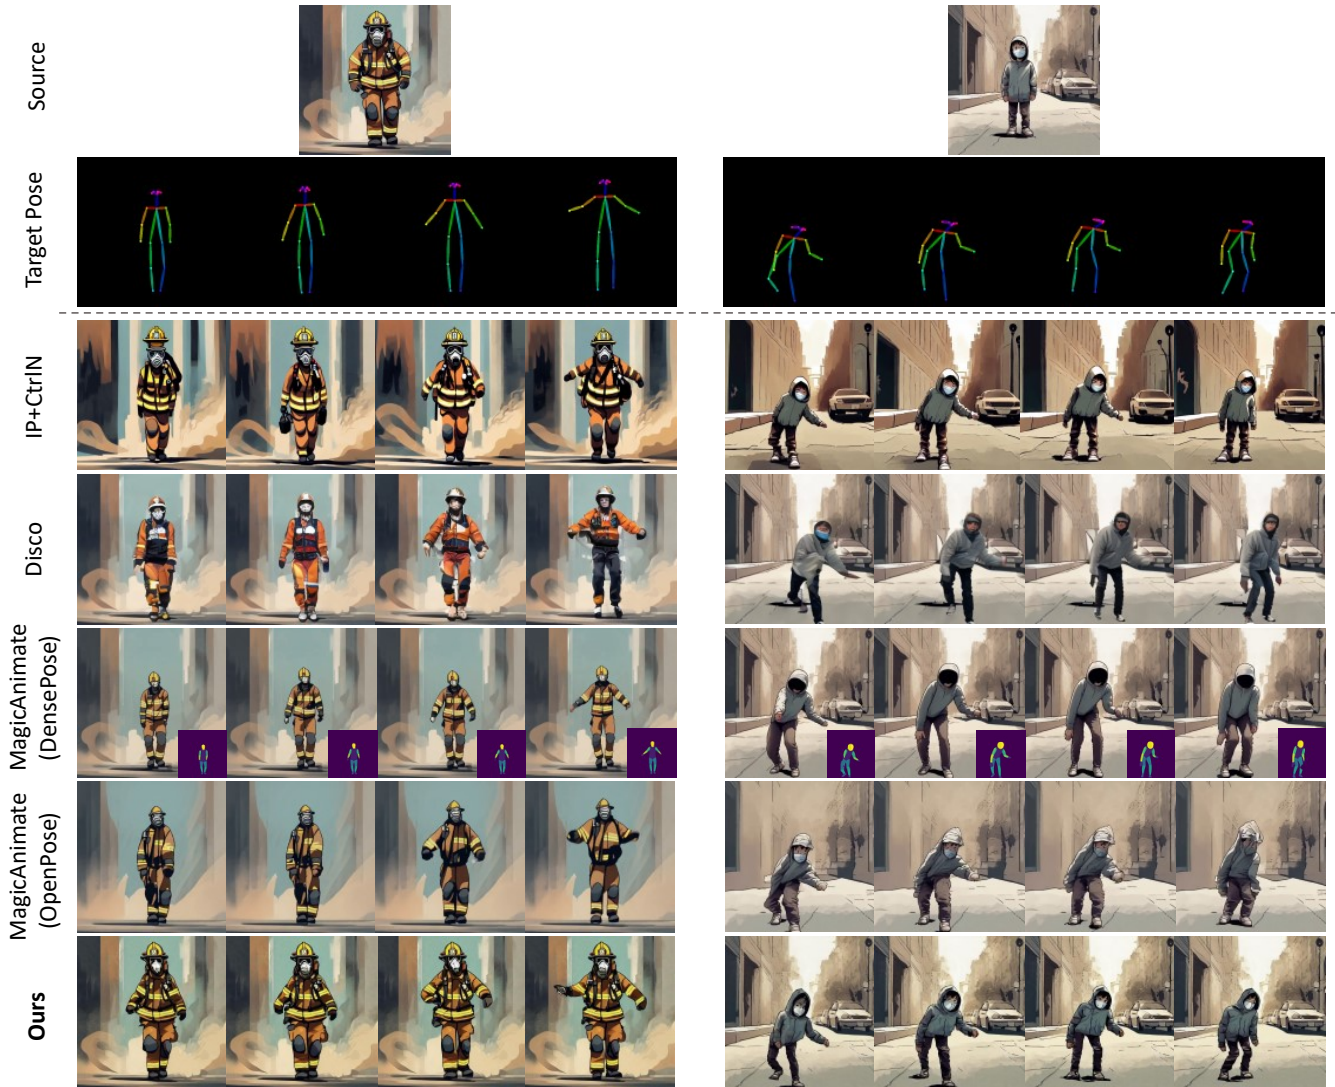 Source
Target Pose
IP+CtrlN
Disco
MagicAnimate
(DensePose)
MagicAnimate
(OpenPose)
Ours